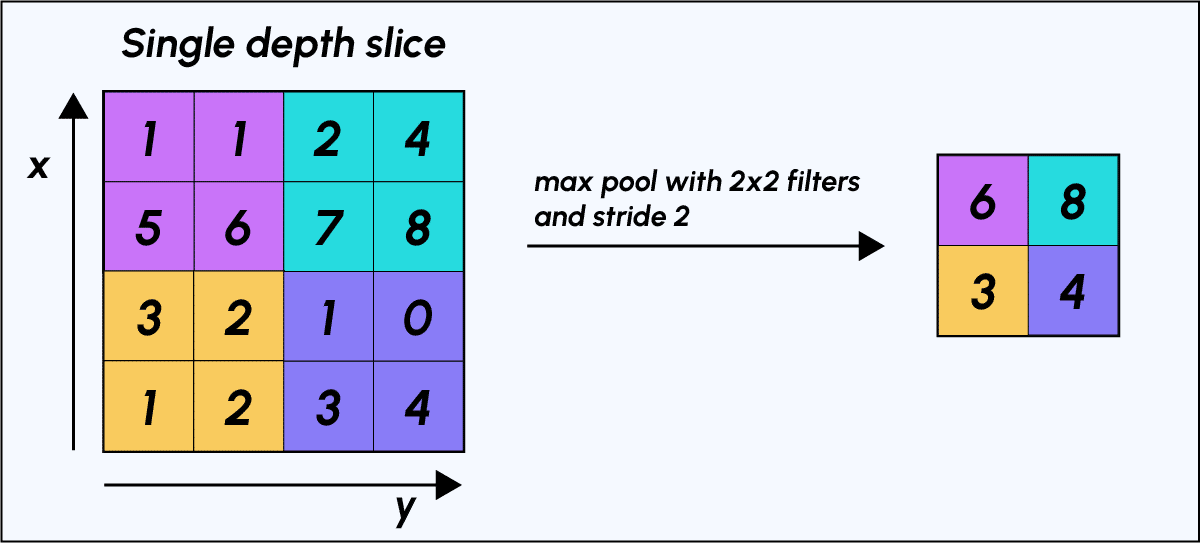 Single depth slice
x
1 1 2 4
5 6 7 8
3 2 1 0
1 2 3 4
y
max pool with 2x2 filters
and stride 2
6 8
3 4